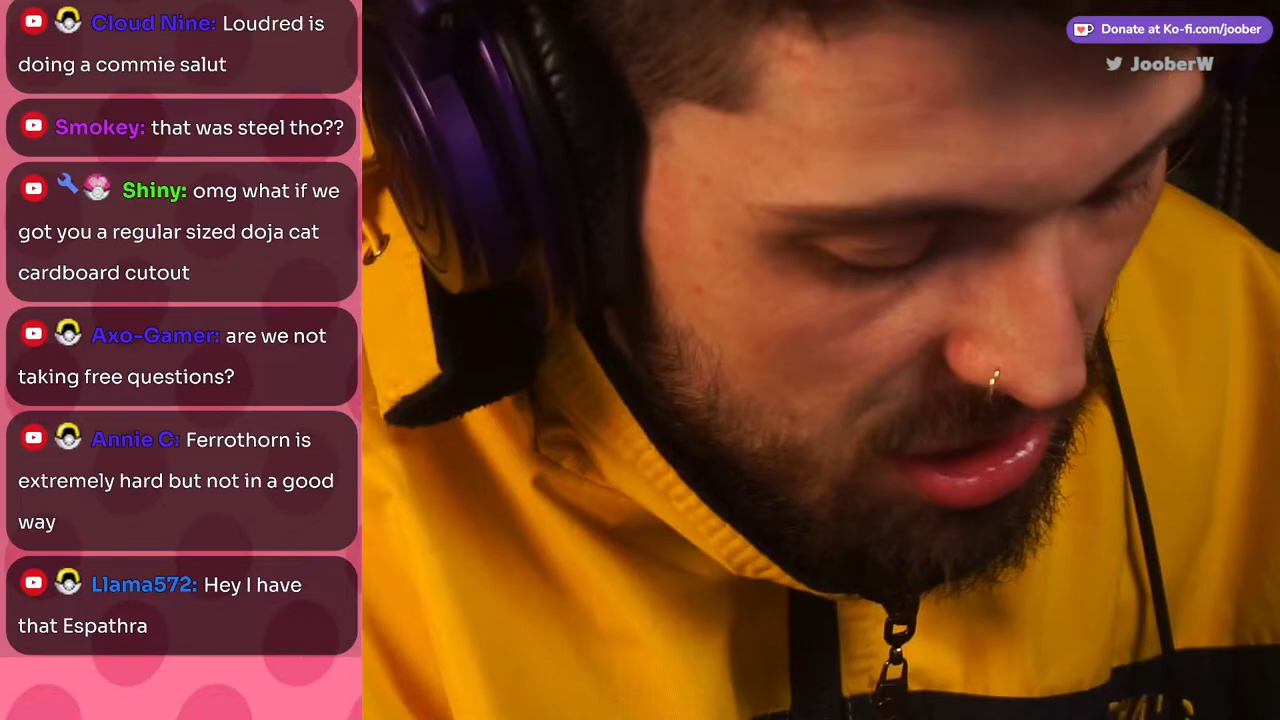 Cloud Nine: Loudred is
doing a commie salut
Smokey: that was steel tho??
Shiny: omg what if we
got you a regular sized doja cat
cardboard cutout
Axo-Gamer: are we not
taking free questions?
Annie C: Ferrothorn is
extremely hard but not in a good
way
Llama572: Hey I have
that Espathra
Donate at Ko-fi.com/joober
JooberW